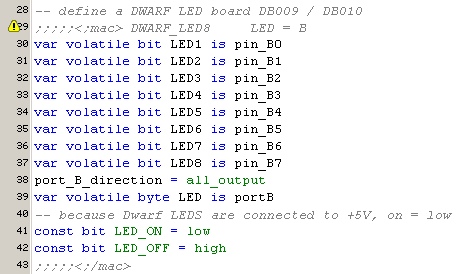 -- define a DWARF LED board DB009 / DB010
28
29 ;;;;;<;mac> DWARF_LED8 LED = B
30 var volatile bit LED1 is pin_B0
31 var volatile bit LED2 is pin_B1
32 var volatile bit LED3 is pin_B2
33 var volatile bit LED4 is pin_B3
34 var volatile bit LED5 is pin_B4
35 var volatile bit LED6 is pin_B5
36 var volatile bit LED7 is pin_B6
37 var volatile bit LED8 is pin_B7
38 port_B_direction = all_output
39 var volatile byte LED is portB
40 -- because Dwarf LEDS are connected to +5V, on = low
41 const bit LED_ON = low
42 const bit LED_OFF = high
43 ;;;;;<;/mac>